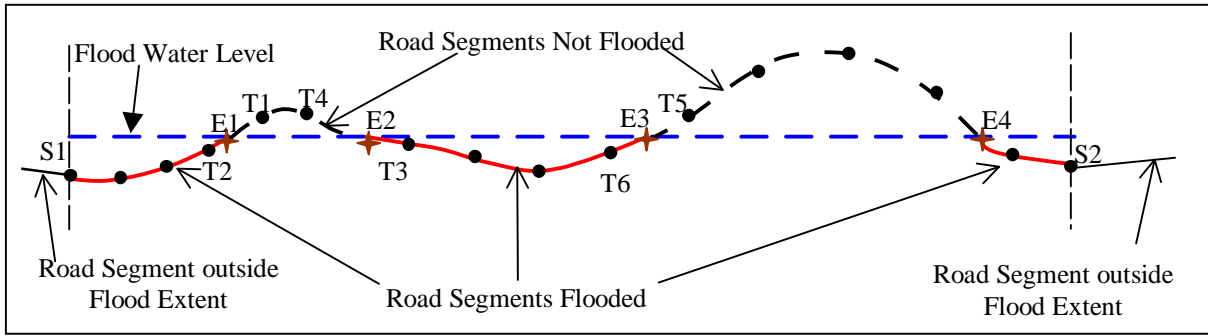 Road Segments Not Flooded
Flood Water Level
T1
T4
T5
E1
E2
E3
E4
S1
T2
T3
T6
S2
Road Segment outside
Flood Extent
Road Segments Flooded
Road Segment outside
Flood Extent